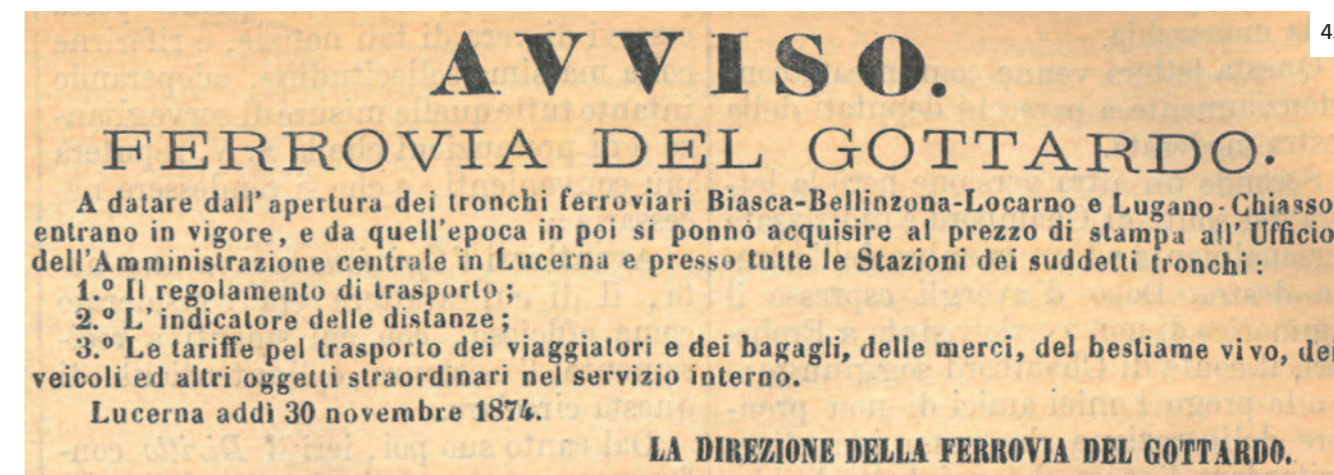 AVVISO.
FERROVIA DEL GOTTARDO.
A datare dall'apertura dei tronchi ferroviari Biasca-Bellinzona-Locarno e Lugano-Chiasso
entrano in vigore, e da quell'epoca in poi si ponno acquisire al prezzo di stampa all'Ufficio
dell'Amministrazione centrale in Lucerna e presso tutte le Stazioni dei suddetti tronchi:
1.º Il regolamento di trasporto;
2.º L'indicatore delle distanze;
3.º Le tariffe pel trasporto dei viaggiatori e dei bagagli, delle merci, del bestiame vivo, dei
veicoli ed altri oggetti straordinari nel servizio interno.
Lucerna addì 30 novembre 1874.
LA DIREZIONE DELLA FERROVIA DEL GOTTARDO.